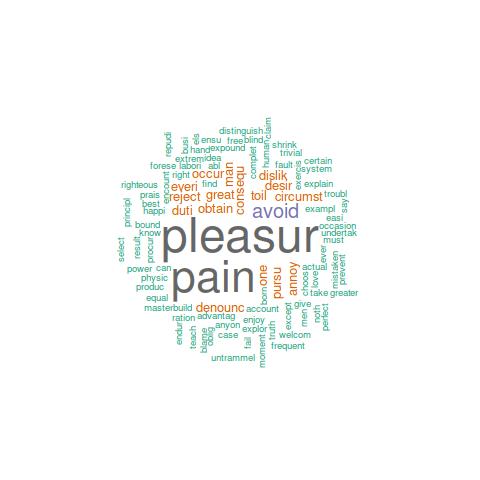 claim
distinguish
els
ensu free blind
busi
repudi
hand expound
complet
human
shrink
trivial
extrem idea
forese labori abl
fault
certain
exercis
system
right occur man
dislik
encount
eyeri find
consequ
desir
explain
righteous
prais reject great
toil circumst
troubl
principl
best
duti obtain
avoid
exampl
say
happi
easi
bound
pleasur
occasion
know
undertak
select
result
procur
must
ever
pain
one
pursu
annoy
actual
mistaken
prevent
power can
physic
choos
love
take greater
produc
born
equal
masterbuild denounc account
except
give
men
noth
perfect
ration advantag
enjoy
anyon
explor
truth
endur
teach
blame
oblig
case
fail
moment
welcom
frequent
untrammel